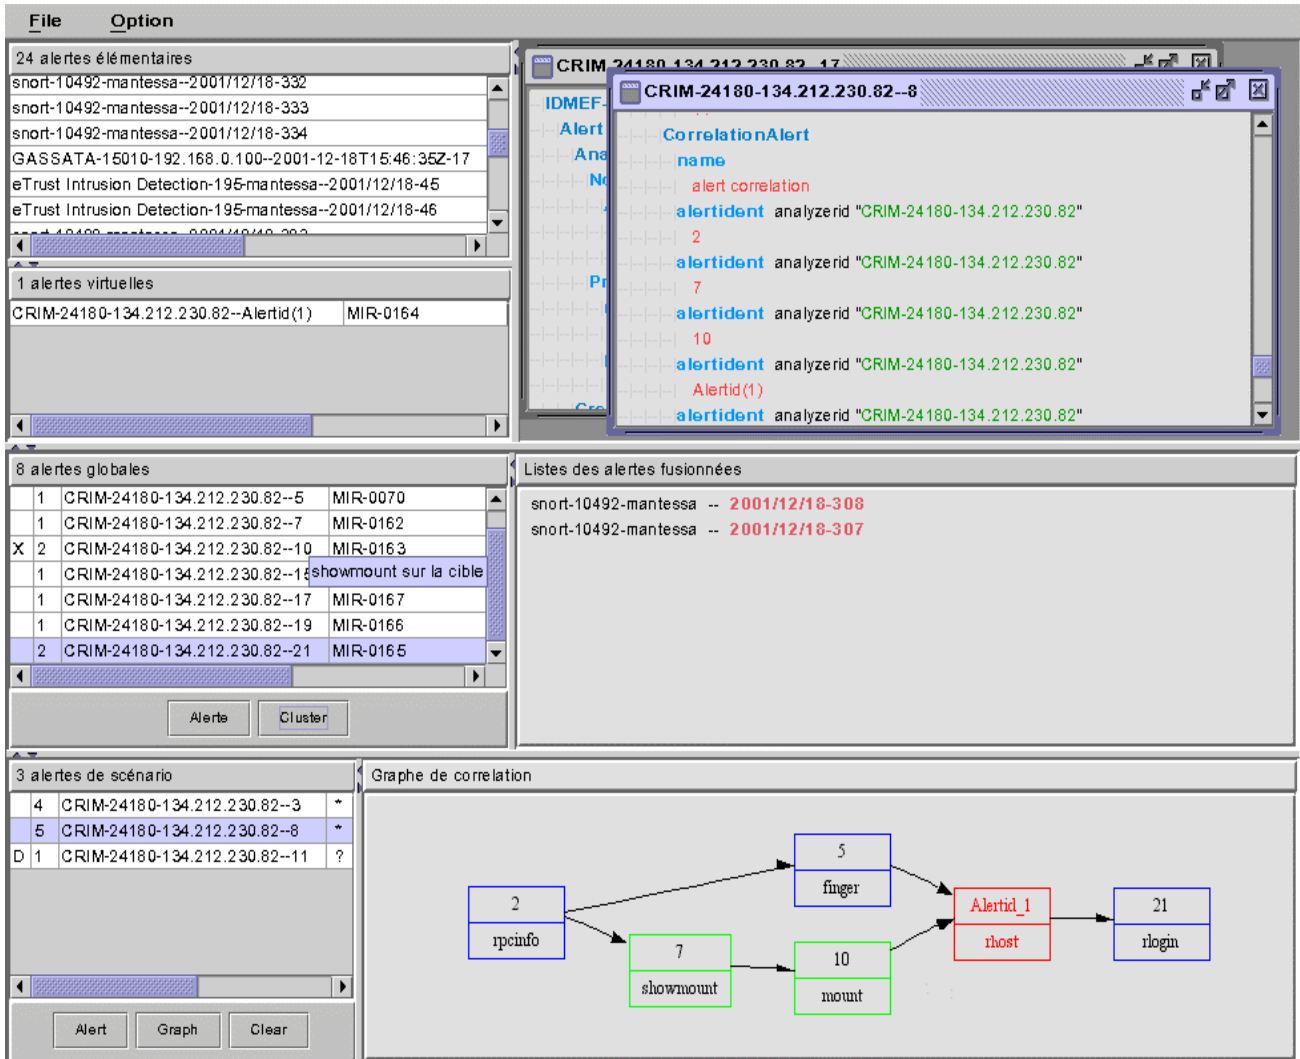 File Option
24 alertes élémentaires
snort-10492-mantessa--2001/12/18-332
snort-10492-mantessa--2001/12/18-333
snort-10492-mantessa--2001/12/18-334
GASSATA-15010-192.168.0.100--2001-12-18T15:46:35Z-17
eTrust Intrusion Detection-195-mantessa--2001/12/18-45
eTrust Intrusion Detection-195-mantessa--2001/12/18-46
1 alertes virtuelles
CRIM-24180-134.212.230.82--Alertid(1) MIR-0164
CRIM-24180-134.212.230.82--17
IDMEF-
Alert
Ana
No
Pr
Cre
CRIM-24180-134.212.230.82--8
CorrelationAlert
name
alert correlation
alertident analyzerid "CRIM-24180-134.212.230.82"
2
alertident analyzerid "CRIM-24180-134.212.230.82"
7
alertident analyzerid "CRIM-24180-134.212.230.82"
10
alertident analyzerid "CRIM-24180-134.212.230.82"
Alertid(1)
alertident analyzerid "CRIM-24180-134.212.230.82"
8 alertes globales
1 CRIM-24180-134.212.230.82--5 MIR-0070
1 CRIM-24180-134.212.230.82--7 MIR-0162
X 2 CRIM-24180-134.212.230.82--10 MIR-0163
1 CRIM-24180-134.212.230.82--15
showmount sur la cible
1 CRIM-24180-134.212.230.82--17 MIR-0167
1 CRIM-24180-134.212.230.82--19 MIR-0166
2 CRIM-24180-134.212.230.82--21 MIR-0165
Alerte Cluster
Listes des alertes fusionnées
snort-10492-mantessa -- 2001/12/18-308
snort-10492-mantessa -- 2001/12/18-307
3 alertes de scénario
4 CRIM-24180-134.212.230.82--3 *
5 CRIM-24180-134.212.230.82--8 *
D 1 CRIM-24180-134.212.230.82--11 ?
Alert Graph Clear
Graphe de correlation
2
rpcinfo
5
finger
7
showmount
10
mount
Alertid_1
rhost
21
rlogin